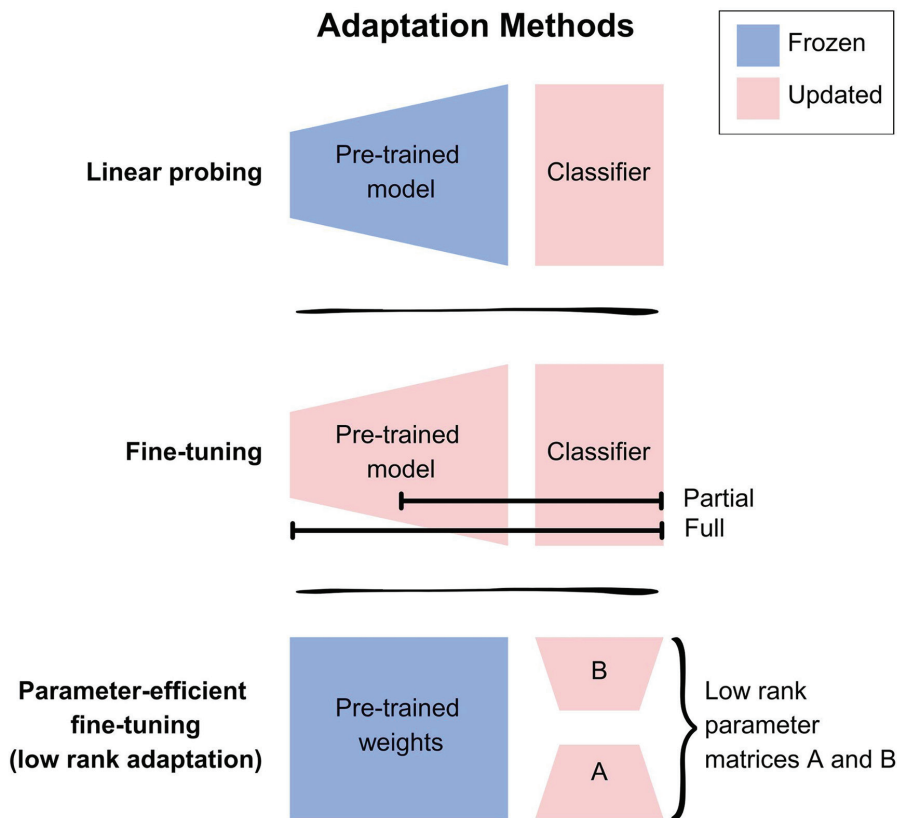 Adaptation Methods
Frozen
Updated
Linear probing
Pre-trained
model
Classifier
Fine-tuning
Pre-trained
model
Classifier
Partial
Full
Parameter-efficient
fine-tuning
(low rank adaptation)
Pre-trained
weights
B
A
Low rank
parameter
matrices A and B